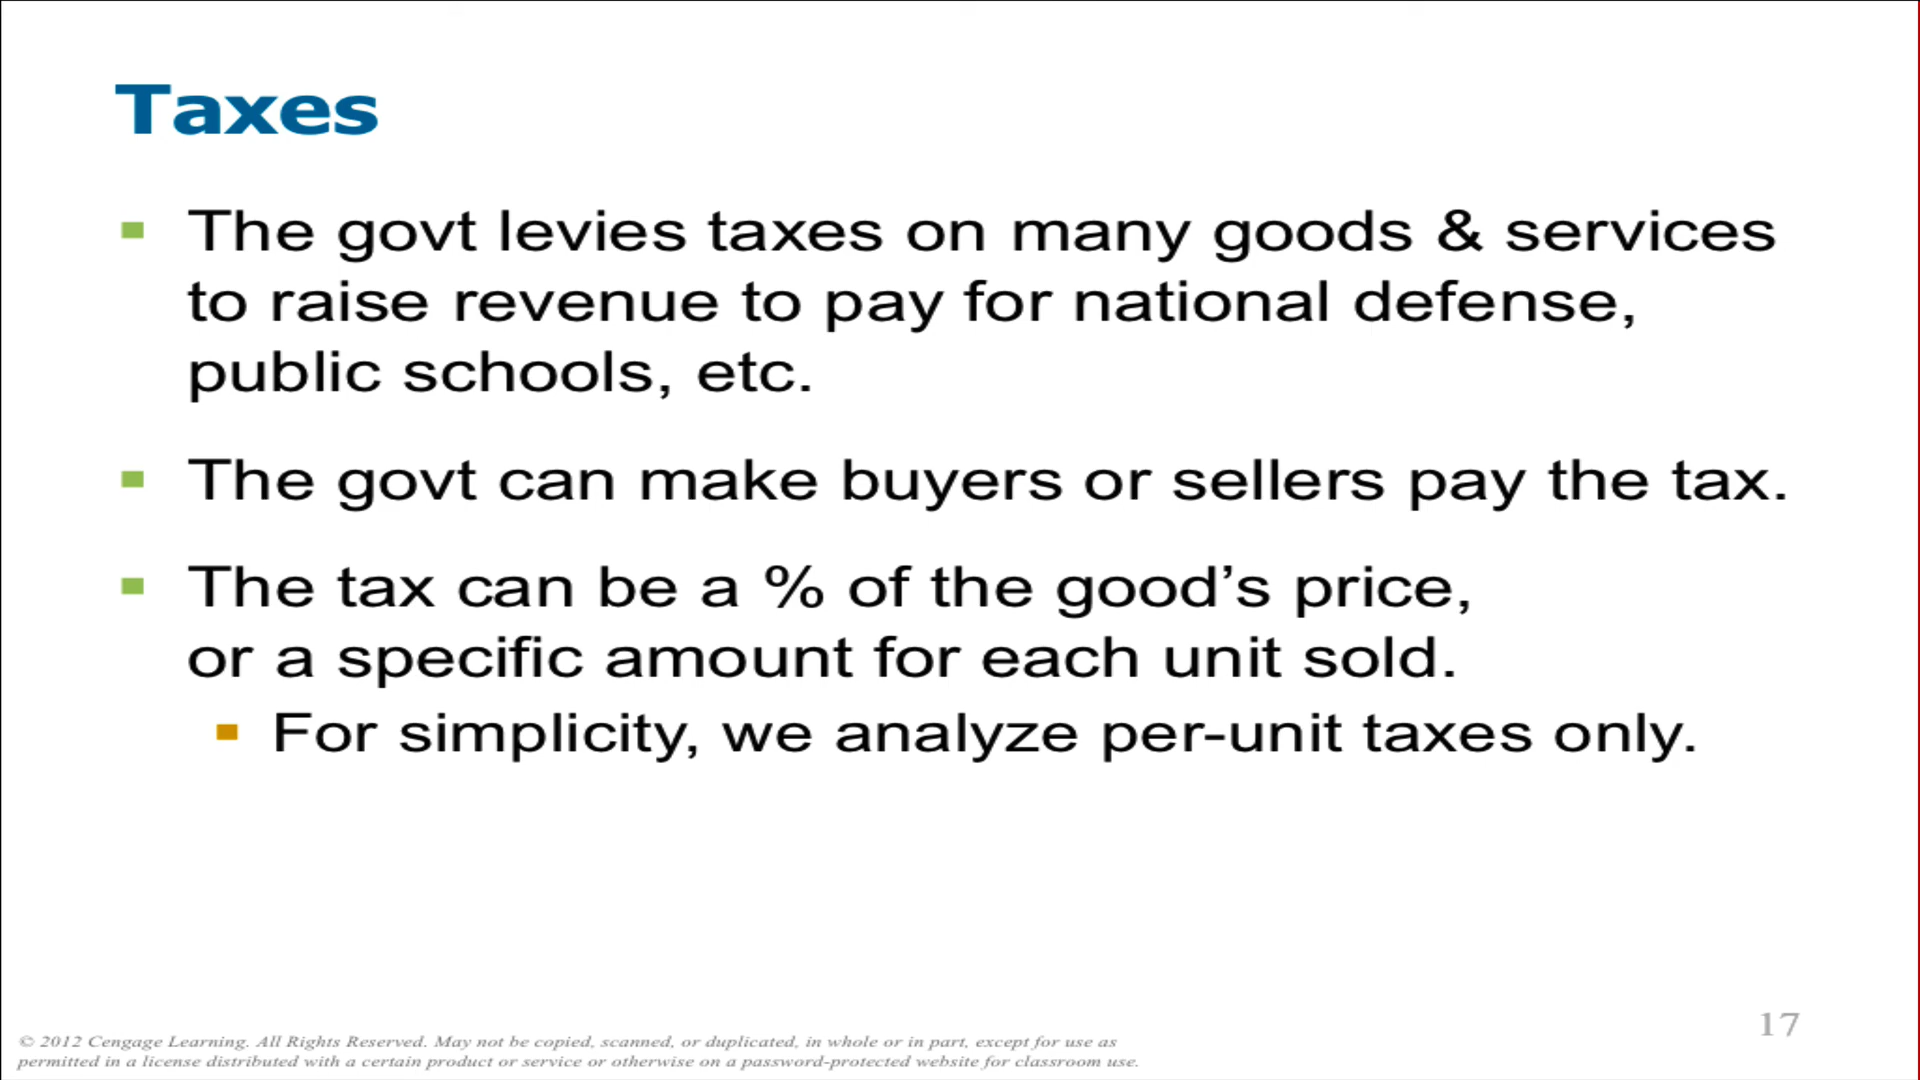 Taxes
The govt levies taxes on many goods & services
to raise revenue to pay for national defense,
public schools, etc.
The govt can make buyers or sellers pay the tax.
The tax can be a % of the good’s price,
or a specific amount for each unit sold.
For simplicity, we analyze per-unit taxes only.
17
© 2012 Cengage Learning. All Rights Reserved. May not be copied, scanned, or duplicated, in whole or in part, except for use as
permitted in a license distributed with a certain product or service or otherwise on a password-protected website for classroom use.